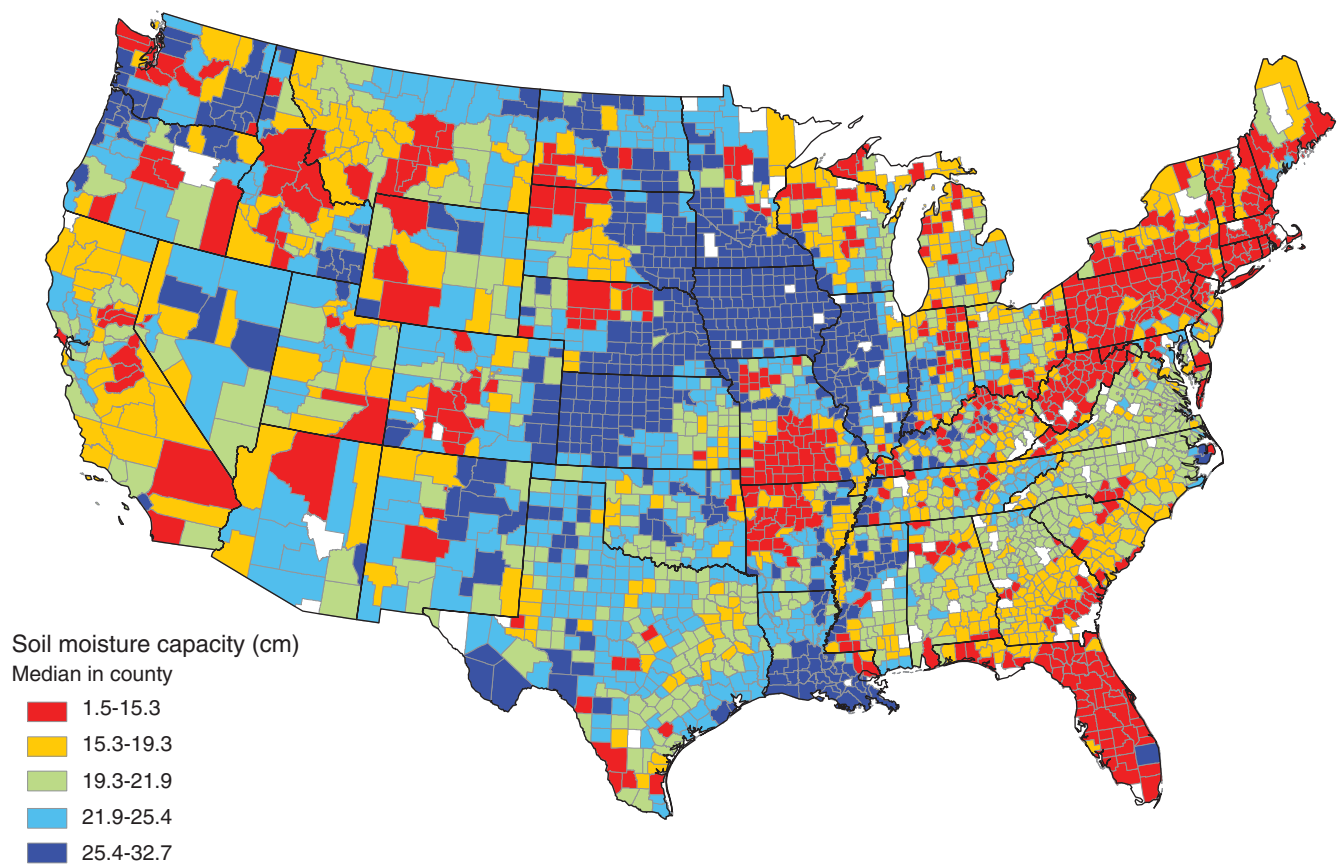 Soil moisture capacity (cm)
Median in county
1.5-15.3
15.3-19.3
19.3-21.9
21.9-25.4
25.4-32.7